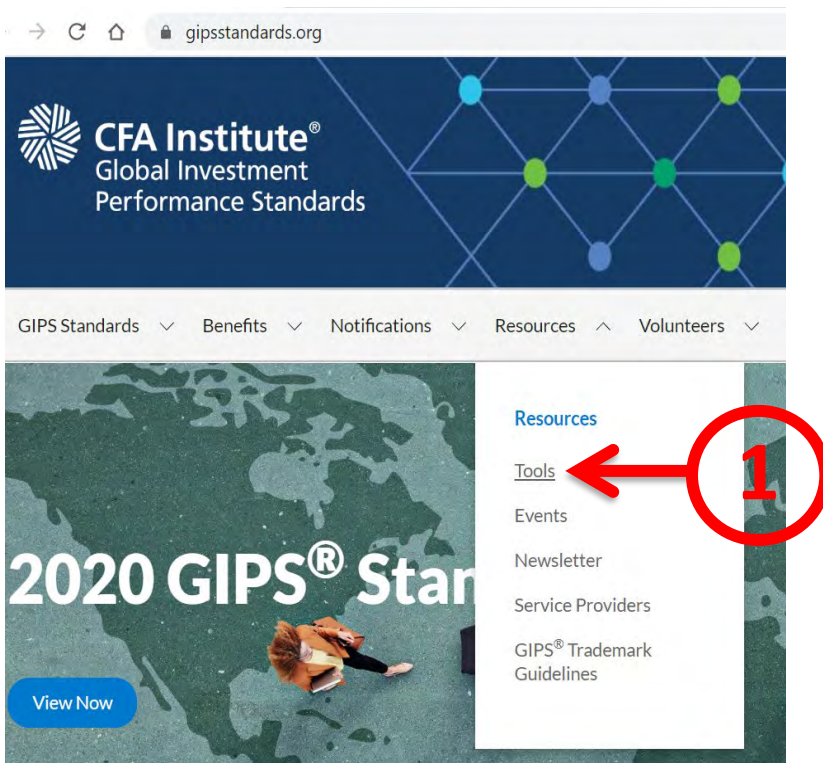 gipsstandards.org
CFA Institute®
Global Investment
Performance Standards
GIPS Standards Benefits Notifications Resources Volunteers
Resources
Tools
1
Events
Newsletter
2020 GIPS® Stan
Service Providers
GIPS® Trademark
Guidelines
View Now